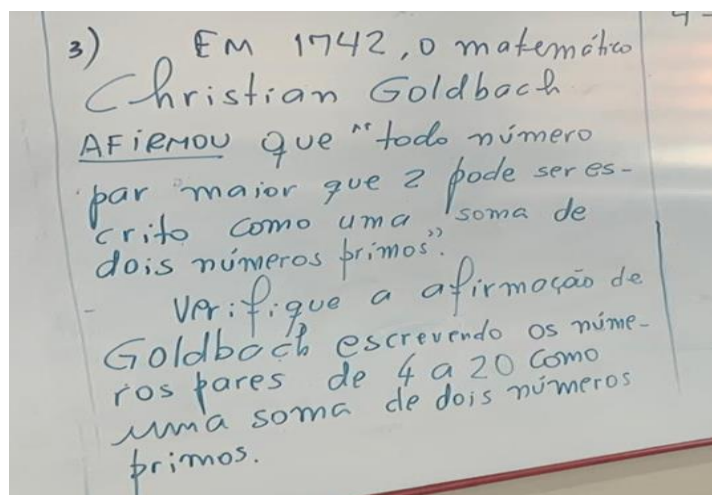 3) EM 1742, o matemático
Christian Goldbach
AFIRMOU que "todo número
par maior que 2 pode ser es-
crito como uma soma de
dois números primos".
Verifique a afirmação de
Goldbach escrevendo os núme-
ros pares de 4 a 20 como
uma soma de dois números
primos.